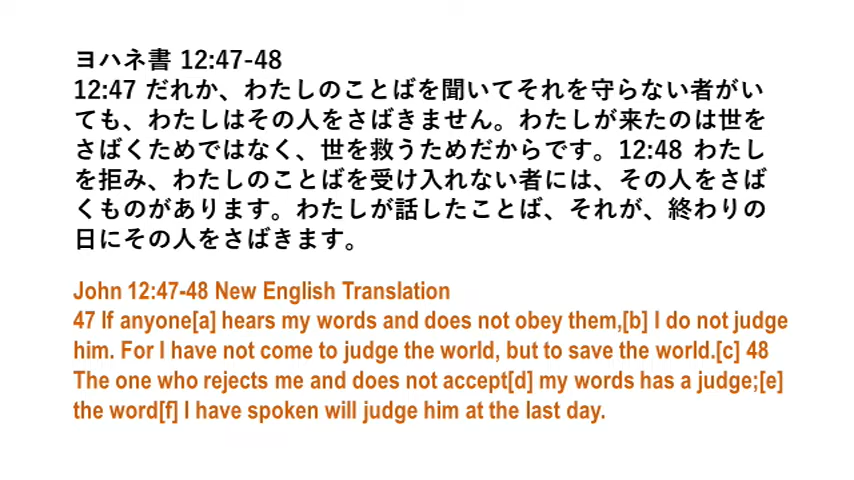 ヨハネ書 12:47-48
12:47 だれか、わたしのことばを聞いてそれを守らない者がい
ても、わたしはその人をさばきません。わたしが来たのは世を
さばくためではなく、世を救うためだからです。12:48 わたし
を拒み、わたしのことばを受け入れない者には、その人をさば
くものがあります。わたしが話したことば、それが、終わりの
日にその人をさばきます。
John 12:47-48 New English Translation
47 If anyone[a] hears my words and does not obey them,[b] I do not judge
him. For I have not come to judge the world, but to save the world.[c] 48
The one who rejects me and does not accept[d] my words has a judge;[e]
the word[f] I have spoken will judge him at the last day.